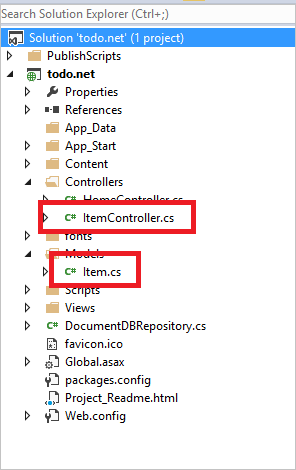 Search Solution Explorer (Ctrl+;)
Solution 'todo.net' (1 project)
PublishScripts
todo.net
Properties
References
App_Data
App_Start
Content
Controllers
HomeController.cs
ItemController.cs
fonts
Models
Item.cs
Scripts
Views
DocumentDBRepository.cs
favicon.ico
Global.asax
packages.config
Project_Readme.html
Web.config